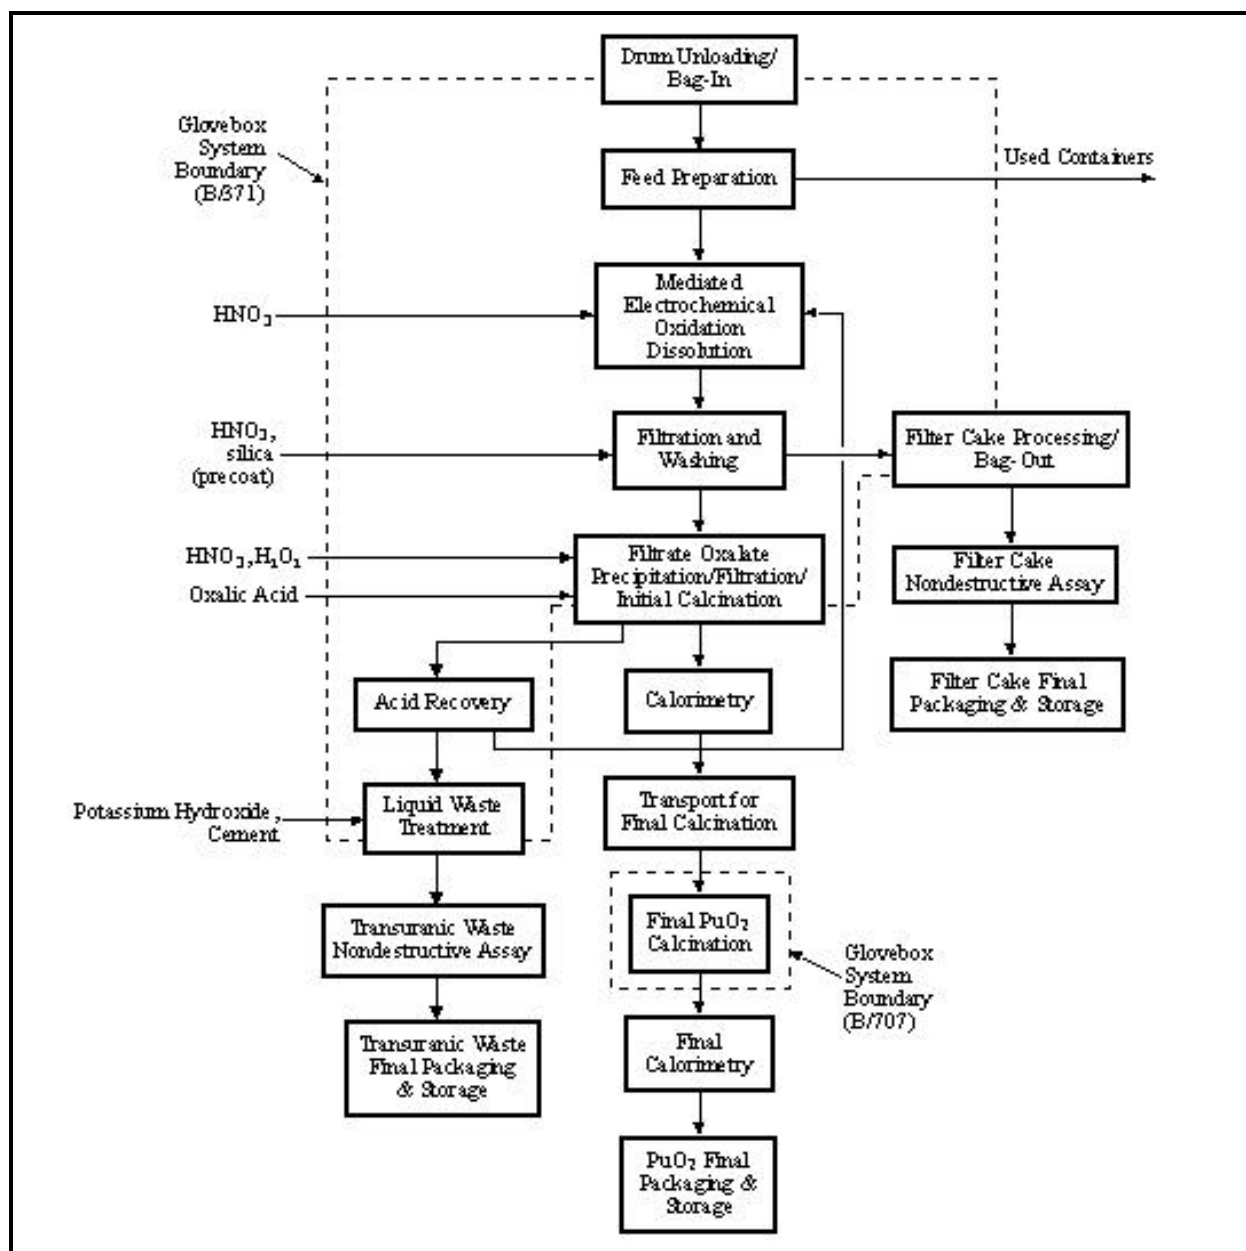 Drum Unloading/
Bag-In
Glovebox
System
Boundary
(B/371)
Feed Preparation
Used Containers
Mediated
Electrochemical
Oxidation
Dissolution
HNO₃
HNO₃,
silica
(precoat)
Filtration and
Washing
Filter Cake Processing/
Bag-Out
HNO₃,H₂O₂
Oxalic Acid
Filtrate Oxalate
Precipitation/Filtration/
Initial Calcination
Filter Cake
Nondestructive Assay
Acid Recovery
Calorimetry
Filter Cake Final
Packaging & Storage
Potassium Hydroxide,
Cement
Liquid Waste
Treatment
Transport for
Final Calcination
Transuranic Waste
Nondestructive Assay
Final PuO₂
Calcination
Glovebox
System
Boundary
(B/707)
Transuranic Waste
Final Packaging
& Storage
Final
Calorimetry
PuO₂ Final
Packaging &
Storage